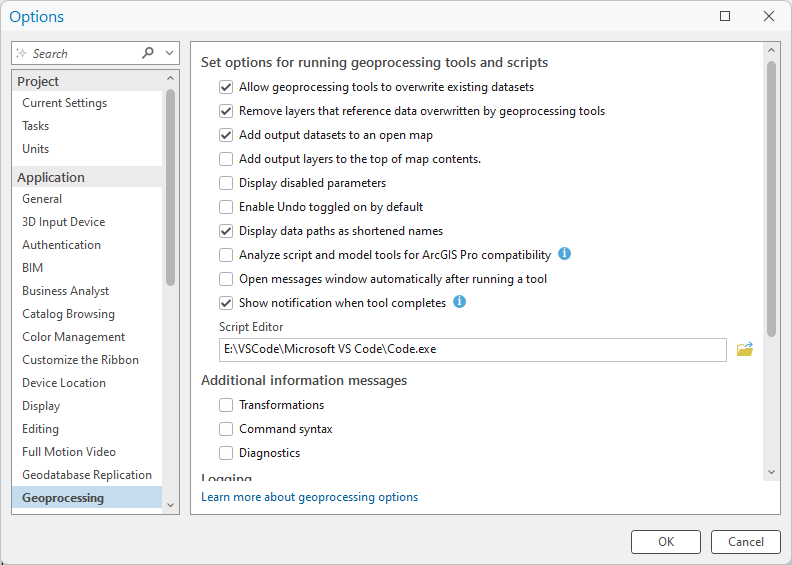 Options
Search
Project
Current Settings
Tasks
Units
Application
General
3D Input Device
Authentication
BIM
Business Analyst
Catalog Browsing
Color Management
Customize the Ribbon
Device Location
Display
Editing
Full Motion Video
Geodatabase Replication
Geoprocessing
Set options for running geoprocessing tools and scripts
Allow geoprocessing tools to overwrite existing datasets
Remove layers that reference data overwritten by geoprocessing tools
Add output datasets to an open map
Add output layers to the top of map contents.
Display disabled parameters
Enable Undo toggled on by default
Display data paths as shortened names
Analyze script and model tools for ArcGIS Pro compatibility
Open messages window automatically after running a tool
Show notification when tool completes
Script Editor
E:\VSCode\Microsoft VS Code\Code.exe
Additional information messages
Transformations
Command syntax
Diagnostics
Logging
Learn more about geoprocessing options
OK
Cancel